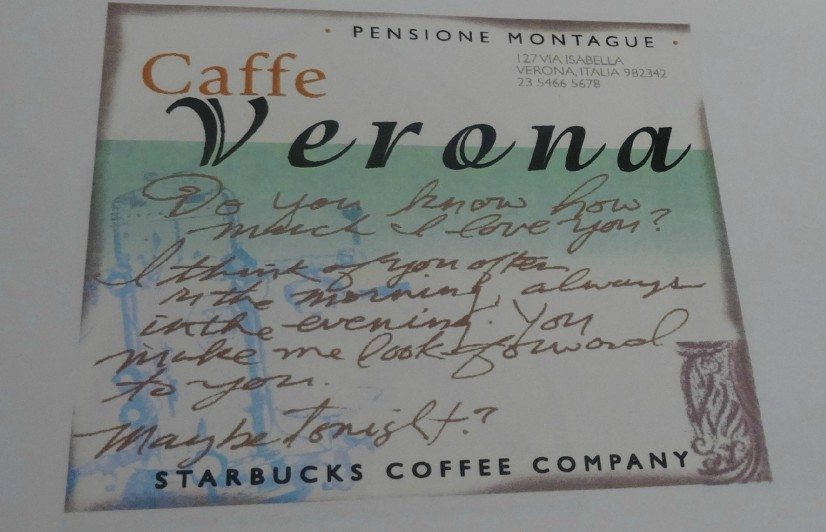 • PENSIONE MONTAGUE •
127 VIA ISABELLA
VERONA, ITALIA 982342
23 5466 5678
Caffe
Verona
Do you know how
much I love you?
I think of you often
in the morning, always
in the evening. You
make me look forward
to you.
Maybe Tonight?
STARBUCKS COFFEE COMPANY